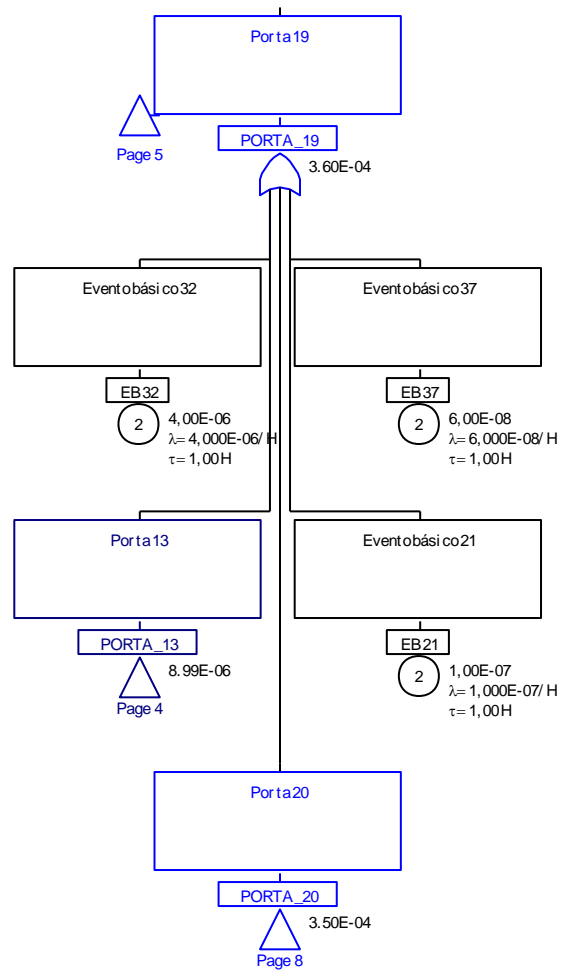 Porta19
Page 5
PORTA_19
3.60E-04
Eventobásico32
EB32
2
4,00E-06
λ=4,000E-06/H
τ=1,00H
Eventobásico37
EB37
2
6,00E-08
λ=6,000E-08/H
τ=1,00H
Porta13
PORTA_13
8.99E-06
Page 4
Eventobásico21
EB21
2
1,00E-07
λ=1,000E-07/H
τ=1,00H
Porta20
PORTA_20
3.50E-04
Page 8